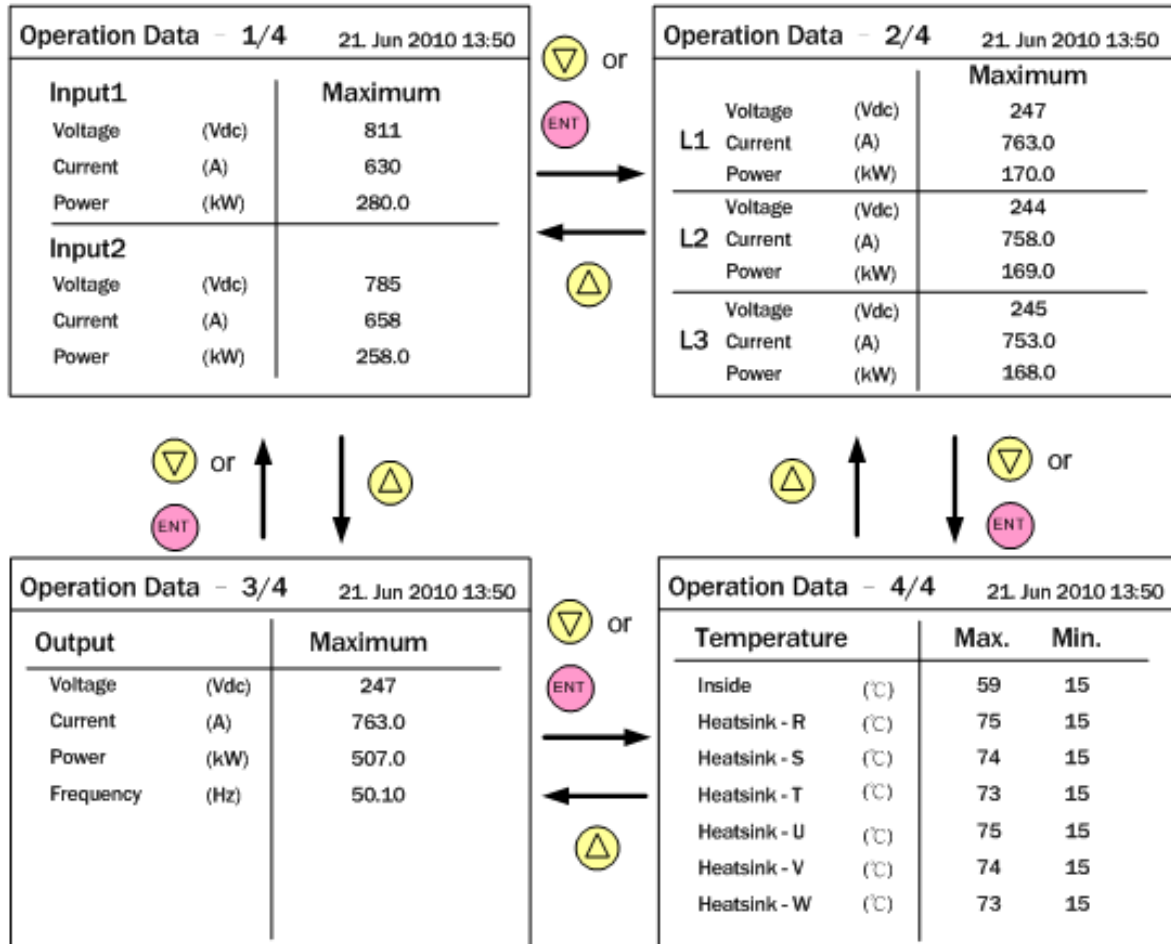 Operation Data – 1/4 21. Jun 2010 13:50
Input1 Maximum
Voltage (Vdc) 811
Current (A) 630
Power (kW) 280.0
Input2
Voltage (Vdc) 785
Current (A) 658
Power (kW) 258.0
or
ENT
Operation Data – 2/4 21. Jun 2010 13:50
Maximum
Voltage (Vdc) 247
L1 Current (A) 763.0
Power (kW) 170.0
Voltage (Vdc) 244
L2 Current (A) 758.0
Power (kW) 169.0
Voltage (Vdc) 245
L3 Current (A) 753.0
Power (kW) 168.0
or
ENT
or
ENT
Operation Data – 3/4 21. Jun 2010 13:50
Output Maximum
Voltage (Vdc) 247
Current (A) 763.0
Power (kW) 507.0
Frequency (Hz) 50.10
or
ENT
Operation Data – 4/4 21. Jun 2010 13:50
Temperature Max. Min.
Inside (℃) 59 15
Heatsink - R (℃) 75 15
Heatsink - S (℃) 74 15
Heatsink - T (℃) 73 15
Heatsink - U (℃) 75 15
Heatsink - V (℃) 74 15
Heatsink - W (℃) 73 15